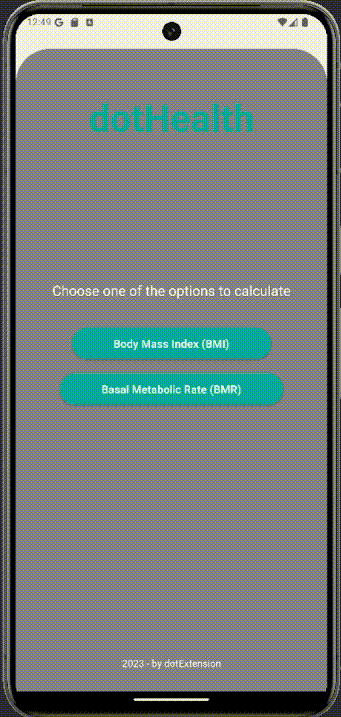 12:49
dotHealth
Choose one of the options to calculate
Body Mass Index (BMI)
Basal Metabolic Rate (BMR)
2023 - by dotExtension